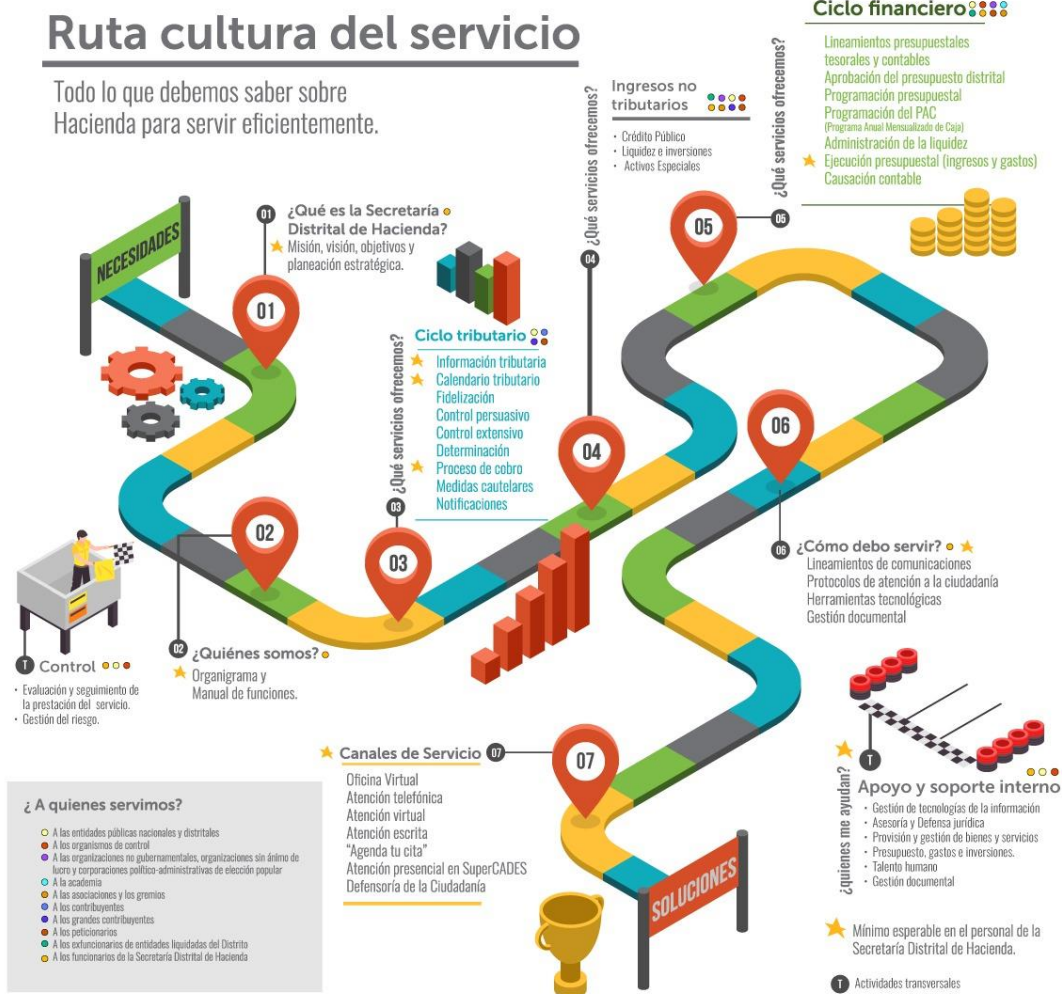 Ruta cultura del servicio
Todo lo que debemos saber sobre
Hacienda para servir eficientemente.
NECESIDADES
01
01
¿Qué es la Secretaría
Distrital de Hacienda?
Misión, visión, objetivos y
planeación estratégica.
02
02
¿Quiénes somos?
Organigrama y
Manual de funciones.
03
03
¿Qué servicios ofrecemos?
Ciclo tributario
Información tributaria
Calendario tributario
Fidelización
Control persuasivo
Control extensivo
Determinación
Proceso de cobro
Medidas cautelares
Notificaciones
04
04
¿Qué servicios ofrecemos?
Ingresos no
tributarios
• Crédito Público
• Liquidez e inversiones
• Activos Especiales
05
05
¿Qué servicios ofrecemos?
Ciclo financiero
Lineamientos presupuestales
tesorales y contables
Aprobación del presupuesto distrital
Programación presupuestal
Programación del PAC
(Programa Anual Mensualizado de Caja)
Administración de la liquidez
Ejecución presupuestal (ingresos y gastos)
Causación contable
06
06
¿Cómo debo servir?
Lineamientos de comunicaciones
Protocolos de atención a la ciudadanía
Herramientas tecnológicas
Gestión documental
T Control
• Evaluación y seguimiento de
la prestación del servicio.
• Gestión del riesgo.
Canales de Servicio 07
07
Oficina Virtual
Atención telefónica
Atención virtual
Atención escrita
"Agenda tu cita"
Atención presencial en SuperCADES
Defensoría de la Ciudadanía
SOLUCIONES
T
¿quienes me ayudan?
Apoyo y soporte interno
• Gestión de tecnologías de la información
• Asesoría y Defensa jurídica
• Provisión y gestión de bienes y servicios
• Presupuesto, gastos e inversiones.
• Talento humano
• Gestión documental
¿ A quienes servimos?
A las entidades públicas nacionales y distritales
A los organismos de control
A las organizaciones no gubernamentales, organizaciones sin ánimo de
lucro y corporaciones político-administrativas de elección popular
A la academia
A las asociaciones y los gremios
A los contribuyentes
A los grandes contribuyentes
A los peticionarios
A los exfuncionarios de entidades liquidadas del Distrito
A los funcionarios de la Secretaría Distrital de Hacienda
Mínimo esperable en el personal de la
Secretaría Distrital de Hacienda.
T Actividades transversales